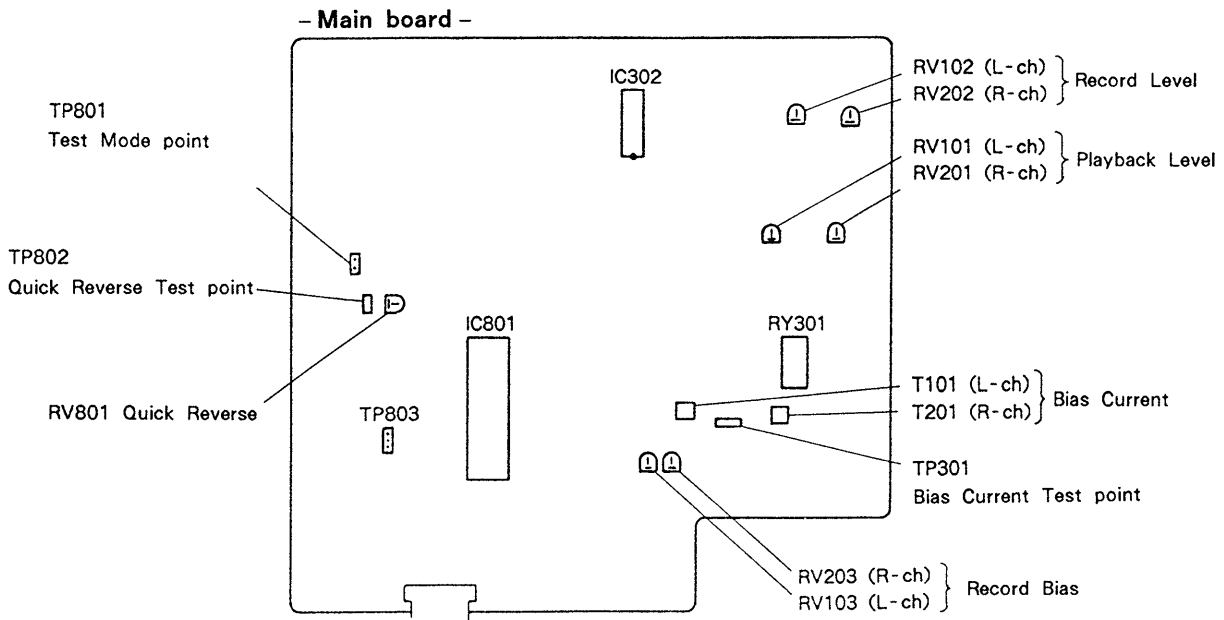 – Main board –
IC302
RV102 (L-ch)
RV202 (R-ch)
Record Level
TP801
Test Mode point
RV101 (L-ch)
RV201 (R-ch)
Playback Level
TP802
Quick Reverse Test point
IC801
RY301
RV801 Quick Reverse
TP803
T101 (L-ch)
T201 (R-ch)
Bias Current
TP301
Bias Current Test point
RV203 (R-ch)
RV103 (L-ch)
Record Bias